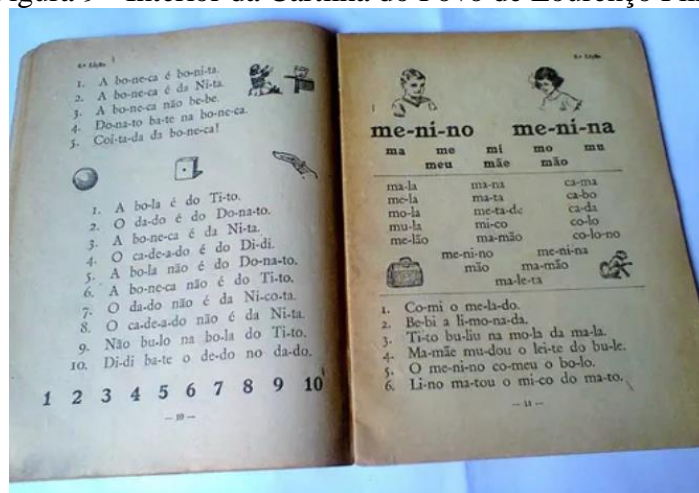 Interior da Cartilha do Povo de Lourenço
4.ª Lição
1. A bo-ne-ca é bo-ni-ta.
2. A bo-ne-ca é da Ni-ta.
3. A bo-ne-ca não be-be.
4. Do-na-to ba-te na bo-ne-ca.
5. Coi-ta-da da bo-ne-ca!
1. A bo-la é do Ti-to.
2. O da-do é do Do-na-to.
3. A bo-ne-ca é da Ni-ta.
4. O ca-de-a-do é do Di-di.
5. A bo-la não é do Do-na-to.
6. A bo-ne-ca não é do Ti-to.
7. O da-do não é da Ni-co-ta.
8. O ca-de-a-do não é da Ni-ta.
9. Não bu-lo na bo-la do Ti-to.
10. Di-di ba-te o de-do no da-do.
1 2 3 4 5 6 7 8 9 10
— 10 —
Lição
me-ni-no me-ni-na
ma me mi mo mu
meu mãe mão
ma-la ma-na ca-ma
me-la ma-ta ca-bo
mo-la me-ta-de ca-da
mu-la mi-co co-lo
me-lão ma-mão co-lo-no
me-ni-no me-ni-na
mão ma-mão
ma-le-ta
1. Co-mi o me-la-do.
2. Be-bi a li-mo-na-da.
3. Ti-to bu-liu na mo-la da ma-la.
4. Ma-mãe mu-dou o lei-te do bu-le.
5. O me-ni-no co-meu o bo-lo.
6. Li-no ma-tou o mi-co do ma-to.
— 11 —